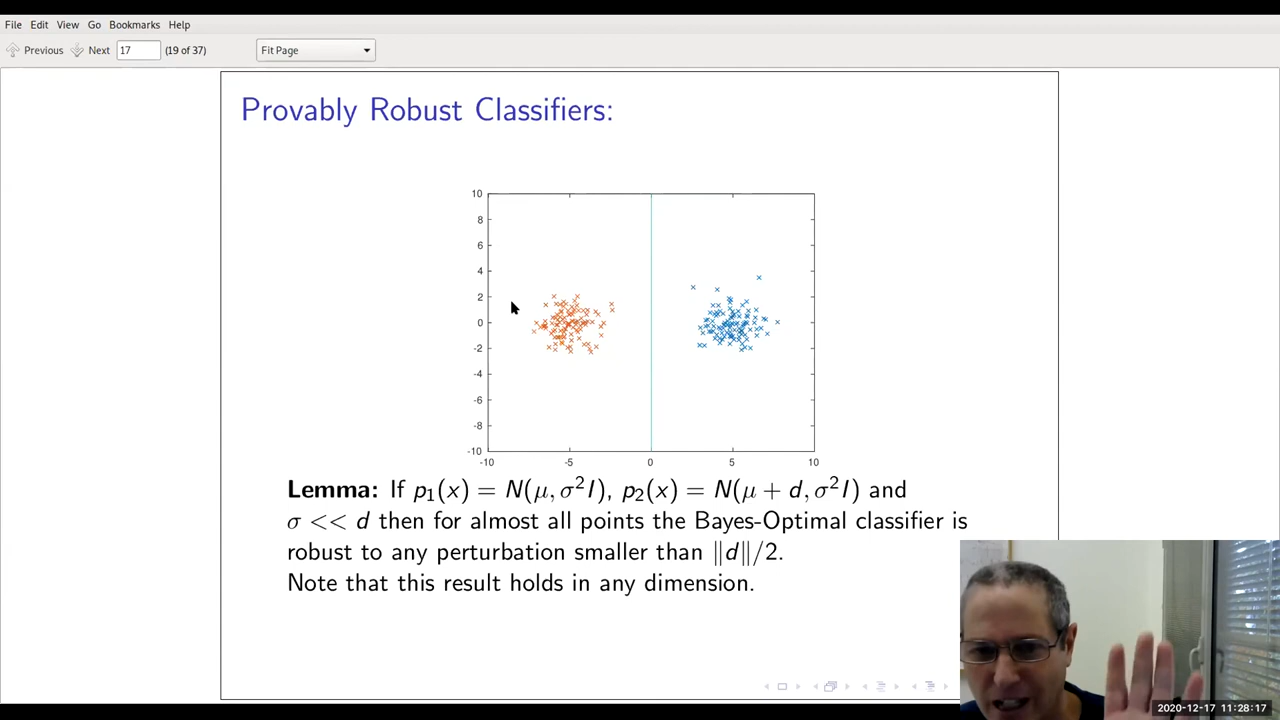 File Edit View Go Bookmarks Help
Previous Next 17 (19 of 37) Fit Page
Provably Robust Classifiers:
10
8
6
4
2
0
-2
-4
-6
-8
-10
-10 -5 0 5 10
Lemma: If p₁(x) = N(μ, σ²I), p₂(x) = N(μ + d, σ²I) and
σ << d then for almost all points the Bayes-Optimal classifier is
robust to any perturbation smaller than ‖d‖/2.
Note that this result holds in any dimension.
2020-12-17 11:28:17